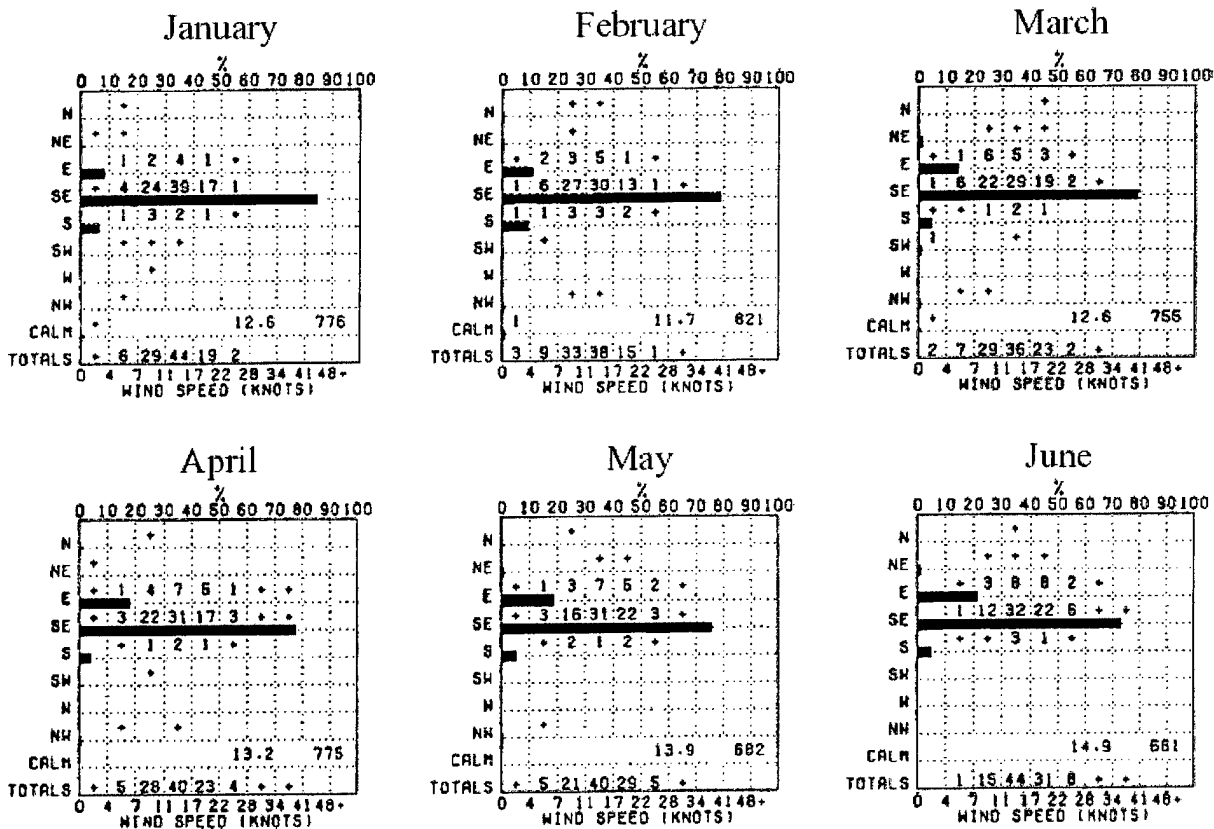 January
%
0 10 20 30 40 50 60 70 80 90 100
N +
NE + +
E 1 2 4 1 +
SE + 4 24 39 17 1
S 1 3 2 1 +
SW + + +
W +
NW +
CALM + 12.6 776
TOTALS + 6 29 44 19 2
0 4 7 11 17 22 28 34 41 48+
WIND SPEED (KNOTS)
February
%
0 10 20 30 40 50 60 70 80 90 100
N + +
NE +
E + 2 3 5 1 +
SE 1 6 27 30 13 1 +
S 1 1 3 3 2 +
SW +
W
NW + +
CALM 1 11.7 821
TOTALS 3 9 33 38 15 1 +
0 4 7 11 17 22 28 34 41 48+
WIND SPEED (KNOTS)
March
%
0 10 20 30 40 50 60 70 80 90 100
N +
NE + + +
E + 1 6 5 3 +
SE 1 6 22 29 19 2 +
S + + 1 2 1
SW 1 +
W
NW + +
CALM + 12.6 755
TOTALS 2 7 29 36 23 2 +
0 4 7 11 17 22 28 34 41 48+
WIND SPEED (KNOTS)
April
%
0 10 20 30 40 50 60 70 80 90 100
N +
NE +
E + 1 4 7 5 1 + +
SE + 3 22 31 17 3 + +
S + 1 2 1 +
SW +
W
NW + +
CALM 13.2 775
TOTALS + 5 28 40 23 4 + +
0 4 7 11 17 22 28 34 41 48+
WIND SPEED (KNOTS)
May
%
0 10 20 30 40 50 60 70 80 90 100
N +
NE + +
E + 1 3 7 5 2 +
SE + 3 16 31 22 3 +
S + 2 1 2 +
SW
W
NW +
CALM 13.9 682
TOTALS + 5 21 40 29 5 +
0 4 7 11 17 22 28 34 41 48+
WIND SPEED (KNOTS)
June
%
0 10 20 30 40 50 60 70 80 90 100
N +
NE + + +
E + 3 8 8 2 +
SE 1 12 32 22 6 + +
S + + 3 1 +
SW
W
NW
CALM 14.9 661
TOTALS 1 15 44 31 8 + +
0 4 7 11 17 22 28 34 41 48+
WIND SPEED (KNOTS)